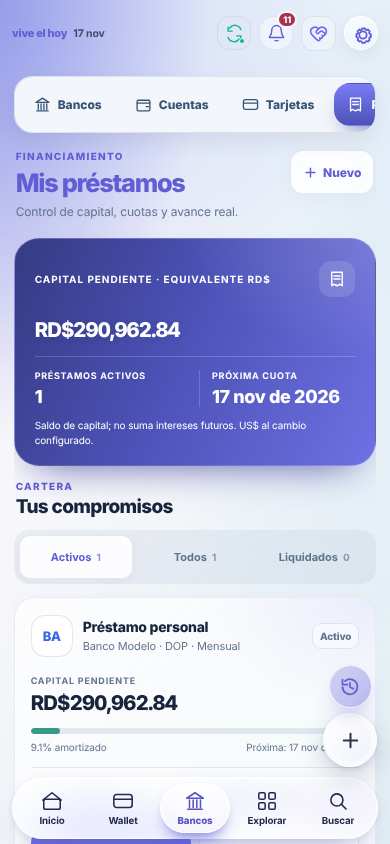 vive el hoy 17 nov
11
Bancos Cuentas Tarjetas
FINANCIAMIENTO
Mis préstamos
+ Nuevo
Control de capital, cuotas y avance real.
CAPITAL PENDIENTE · EQUIVALENTE RD$
RD$290,962.84
PRÉSTAMOS ACTIVOS
1
PRÓXIMA CUOTA
17 nov de 2026
Saldo de capital; no suma intereses futuros. US$ al cambio
configurado.
CARTERA
Tus compromisos
Activos 1 Todos 1 Liquidados 0
BA
Préstamo personal
Banco Modelo · DOP · Mensual
Activo
CAPITAL PENDIENTE
RD$290,962.84
9.1% amortizado
Próxima: 17 nov
Inicio Wallet Bancos Explorar Buscar